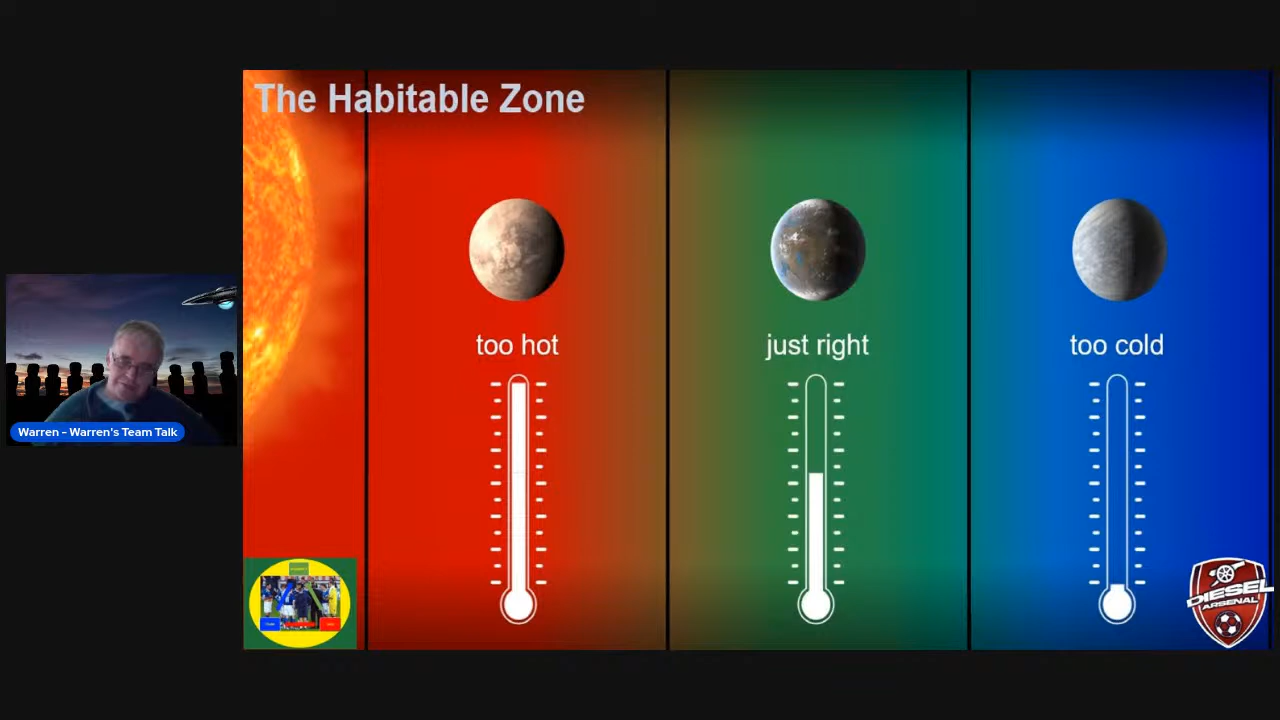 The Habitable Zone
too hot
just right
too cold
Warren - Warren's Team Talk
DIESEL
ARSENAL